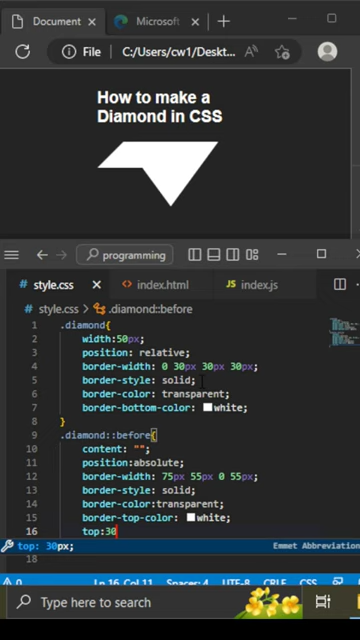 Document
Microsoft
File
C:/Users/cw1/Deskt...
How to make a
Diamond in CSS
programming
style.css
index.html
JS index.js
style.css > .diamond::before
1 .diamond{
2 width:50px;
3 position: relative;
4 border-width: 0 30px 30px 30px;
5 border-style: solid;
6 border-color: transparent;
7 border-bottom-color: white;
8 }
9 .diamond::before{
10 content: "";
11 position:absolute;
12 border-width: 75px 55px 0 55px;
13 border-style: solid;
14 border-color:transparent;
15 border-top-color: white;
16 top:30
top: 30px; Emmet Abbreviation
18
0 Ln 16, Col 11 Spaces: 4 UTF-8 CRLF CSS
Type here to search